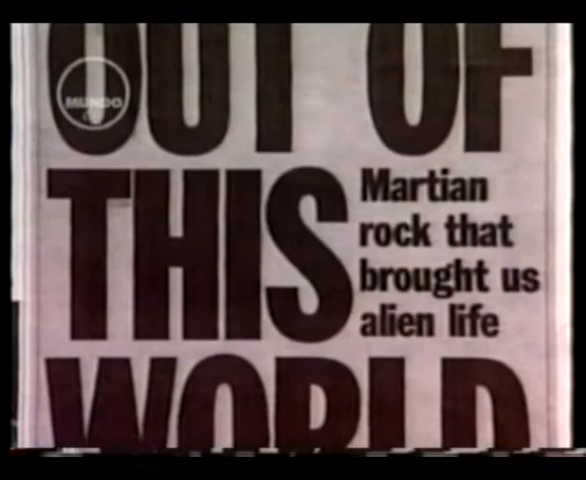 OUT OF
MUNDO
THIS
Martian
rock that
brought us
alien life
WORLD